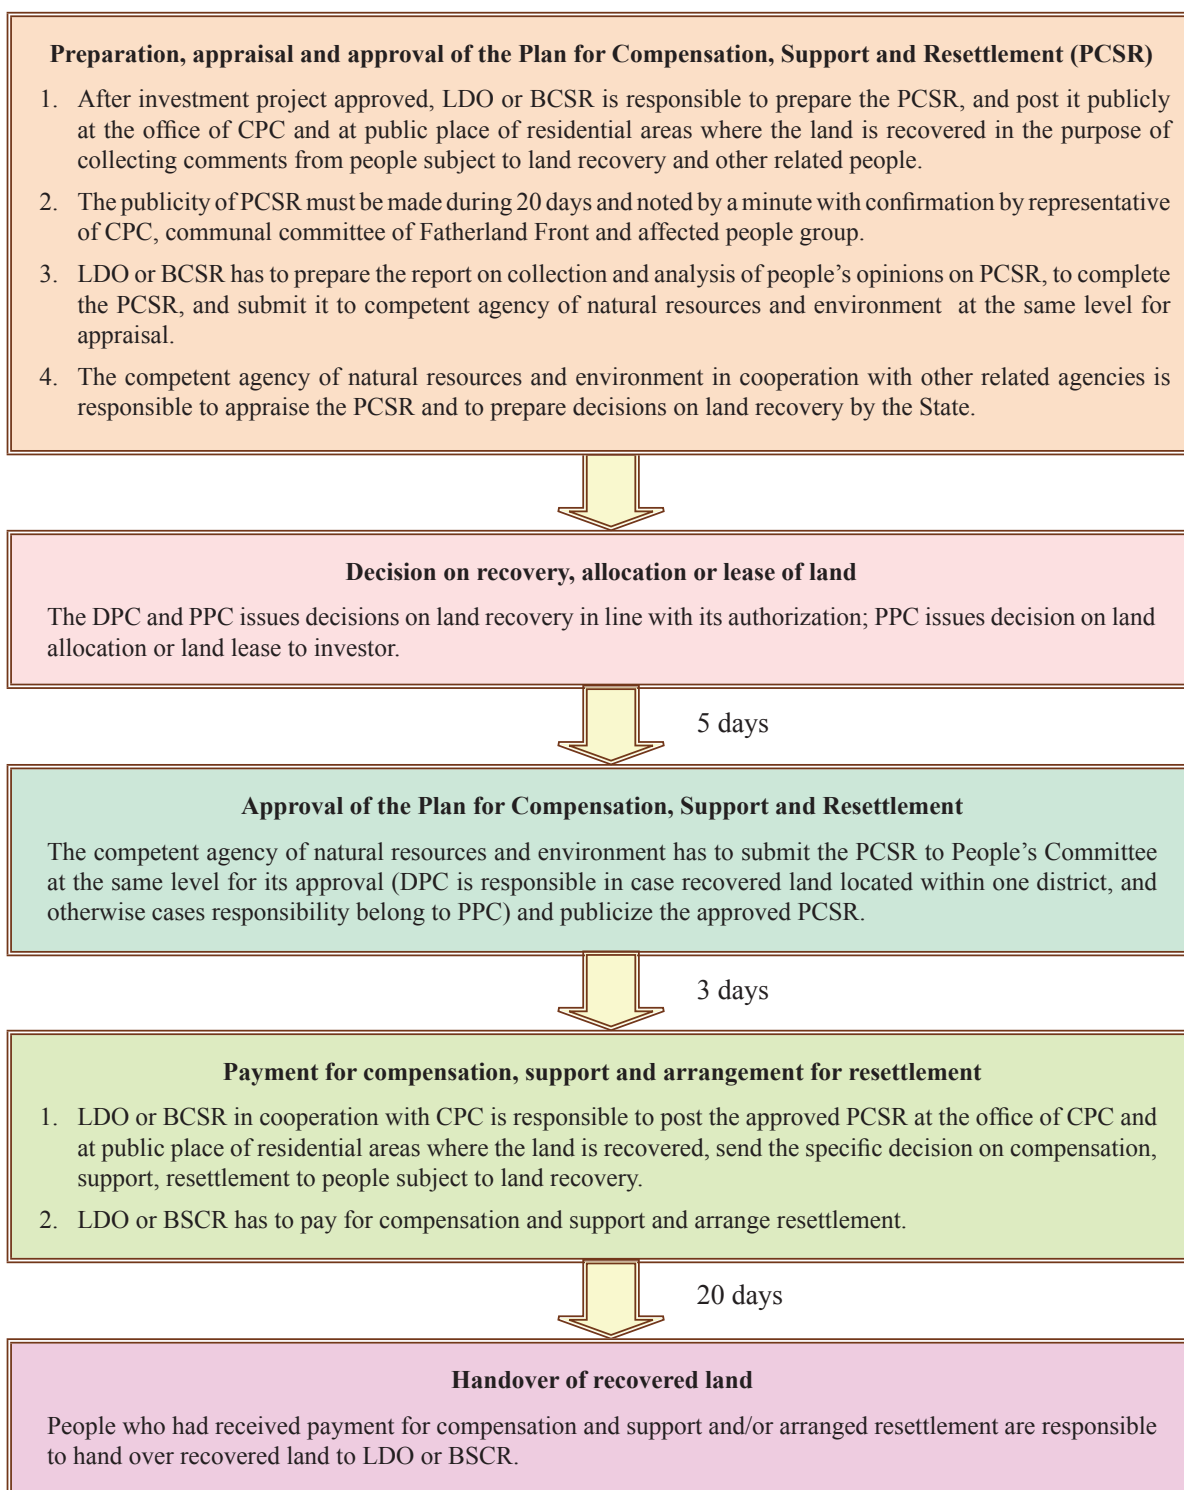 Preparation, appraisal and approval of the Plan for Compensation, Support and Resettlement (PCSR)
1. After investment project approved, LDO or BCSR is responsible to prepare the PCSR, and post it publicly
at the office of CPC and at public place of residential areas where the land is recovered in the purpose of
collecting comments from people subject to land recovery and other related people.
2. The publicity of PCSR must be made during 20 days and noted by a minute with confirmation by representative
of CPC, communal committee of Fatherland Front and affected people group.
3. LDO or BCSR has to prepare the report on collection and analysis of people’s opinions on PCSR, to complete
the PCSR, and submit it to competent agency of natural resources and environment at the same level for
appraisal.
4. The competent agency of natural resources and environment in cooperation with other related agencies is
responsible to appraise the PCSR and to prepare decisions on land recovery by the State.
Decision on recovery, allocation or lease of land
The DPC and PPC issues decisions on land recovery in line with its authorization; PPC issues decision on land
allocation or land lease to investor.
5 days
Approval of the Plan for Compensation, Support and Resettlement
The competent agency of natural resources and environment has to submit the PCSR to People’s Committee
at the same level for its approval (DPC is responsible in case recovered land located within one district, and
otherwise cases responsibility belong to PPC) and publicize the approved PCSR.
3 days
Payment for compensation, support and arrangement for resettlement
1. LDO or BCSR in cooperation with CPC is responsible to post the approved PCSR at the office of CPC and
at public place of residential areas where the land is recovered, send the specific decision on compensation,
support, resettlement to people subject to land recovery.
2. LDO or BSCR has to pay for compensation and support and arrange resettlement.
20 days
Handover of recovered land
People who had received payment for compensation and support and/or arranged resettlement are responsible
to hand over recovered land to LDO or BSCR.